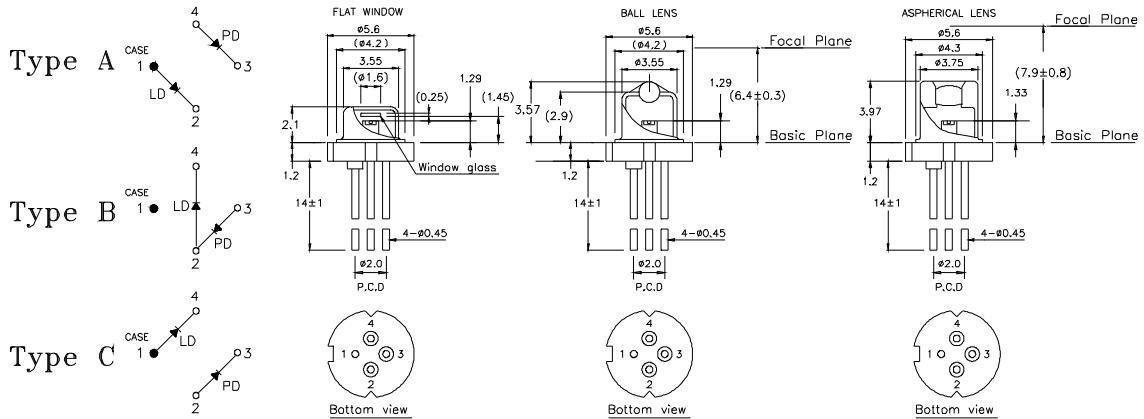 Type A
CASE
1
4
PD
3
LD
2
Type B
CASE
1
4
LD
3
PD
2
Type C
CASE
1
4
LD
3
PD
2
FLAT WINDOW
ø5.6
(ø4.2)
3.55
(ø1.6)
1.29
(0.25)
(1.45)
2.1
Window glass
1.2
14±1
4-ø0.45
ø2.0
P.C.D
4
1
3
2
Bottom view
BALL LENS
ø5.6
(ø4.2)
ø3.55
Focal Plane
1.29
(6.4±0.3)
3.57
(2.9)
Basic Plane
1.2
14±1
4-ø0.45
ø2.0
P.C.D
4
1
3
2
Bottom view
ASPHERICAL LENS
Focal Plane
ø5.6
ø4.3
ø3.75
(7.9±0.8)
1.33
3.97
Basic Plane
1.2
14±1
4-ø0.45
ø2.0
P.C.D
4
1
3
2
Bottom view